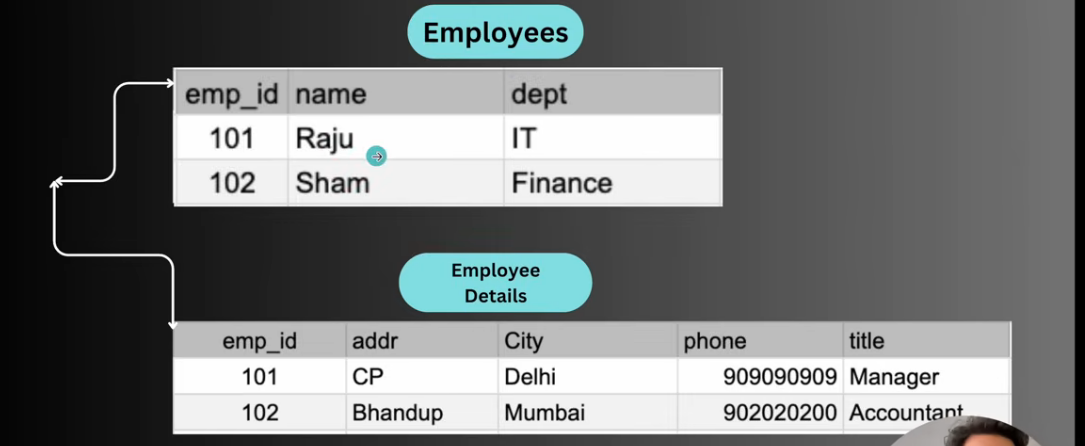 Employees
emp_id name dept
101 Raju IT
102 Sham Finance
Employee
Details
emp_id addr City phone title
101 CP Delhi 909090909 Manager
102 Bhandup Mumbai 902020200 Accountant